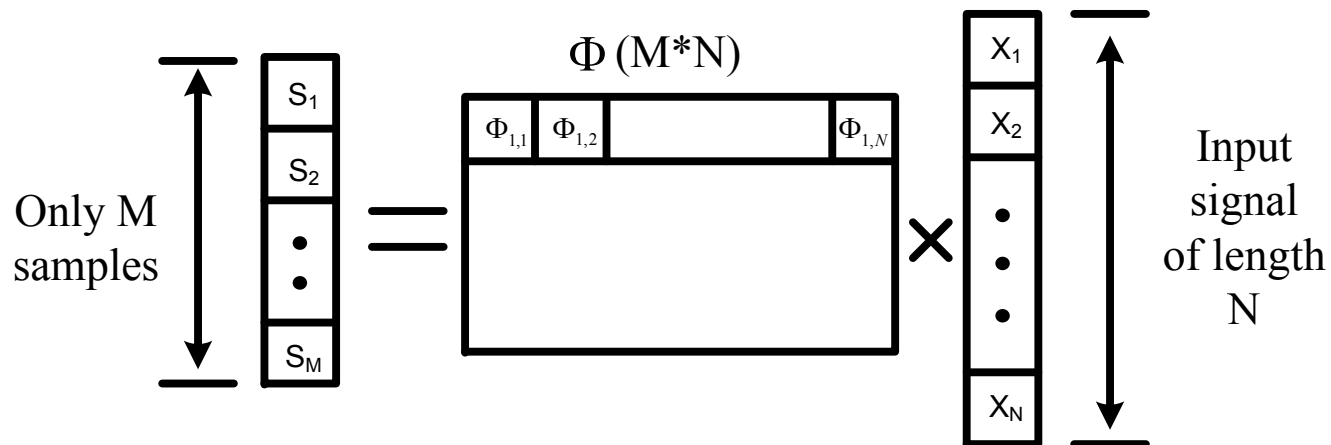 Only M
samples
S1
S2
SM
=
Φ (M*N)
Φ1,1 Φ1,2 Φ1,N
×
X1
X2
XN
Input
signal
of length
N